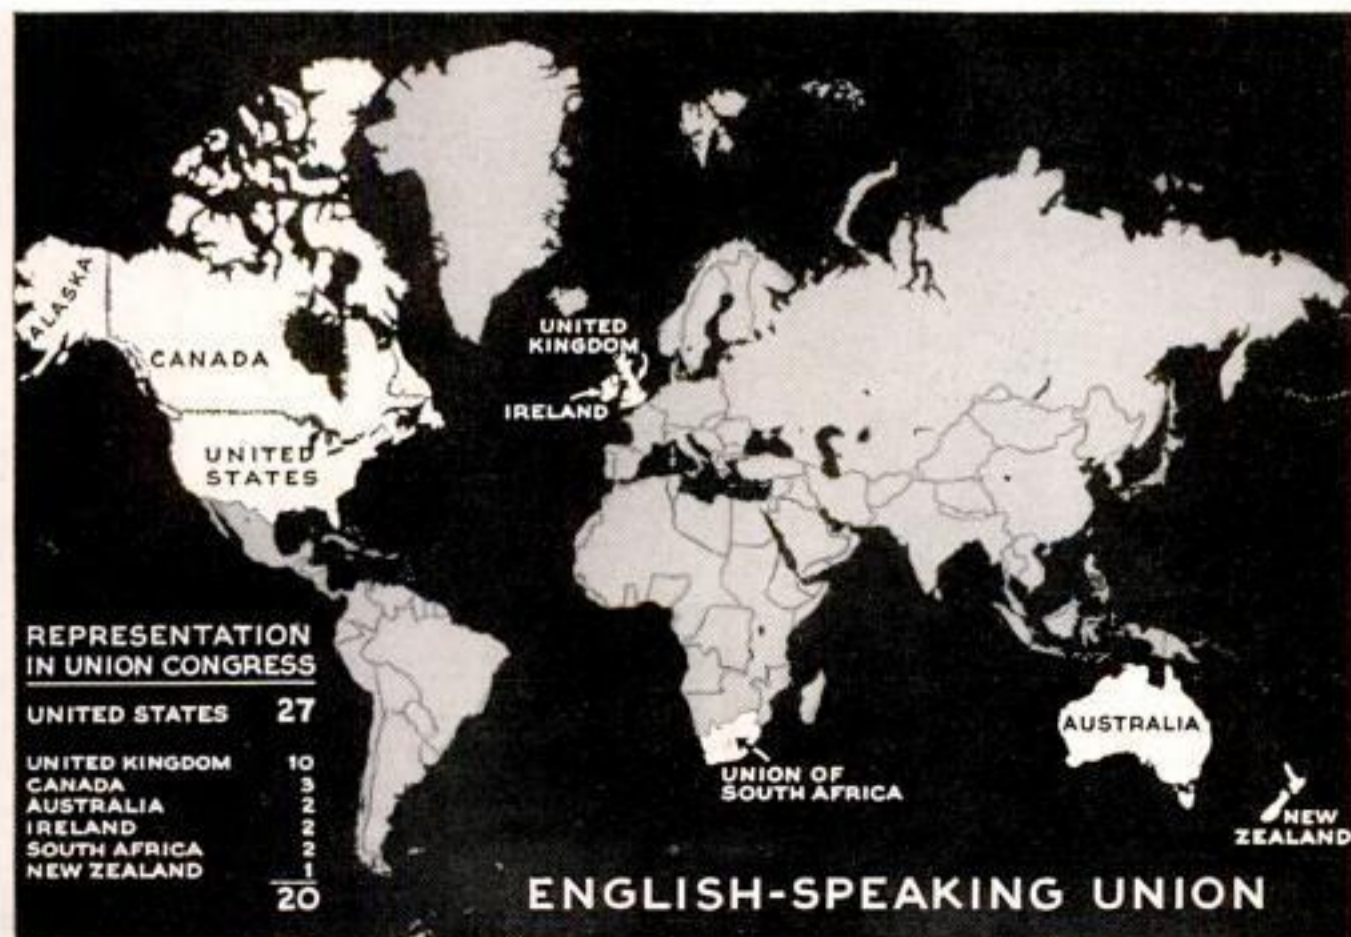 ALASKA
CANADA
UNITED
STATES
UNITED
KINGDOM
IRELAND
REPRESENTATION
IN UNION CONGRESS
UNITED STATES 27
UNITED KINGDOM 10
CANADA 3
AUSTRALIA 2
IRELAND 2
SOUTH AFRICA 2
NEW ZEALAND 1
20
UNION OF
SOUTH AFRICA
AUSTRALIA
NEW
ZEALAND
ENGLISH-SPEAKING UNION